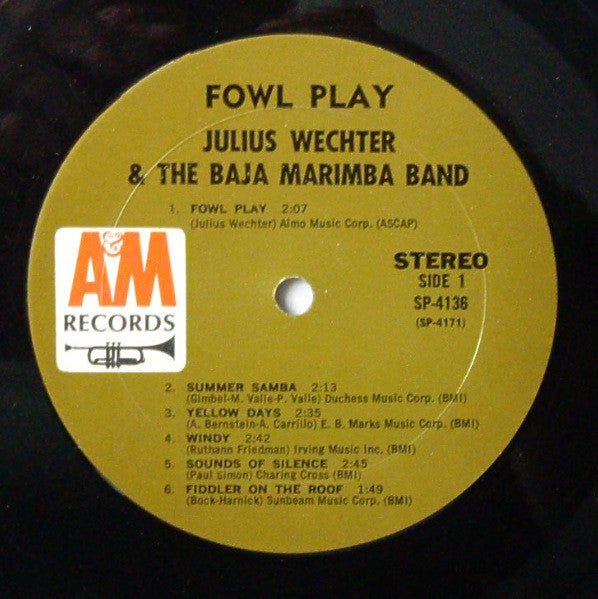 FOWL PLAY
JULIUS WECHTER
& THE BAJA MARIMBA BAND
1. FOWL PLAY 2:07
(Julius Wechter) Almo Music Corp. (ASCAP)
A&M
RECORDS
STEREO
SIDE 1
SP-4136
(SP-4171)
2. SUMMER SAMBA 2:13
(Gimbel-M. Valle-P. Valle) Duchess Music Corp. (BMI)
3. YELLOW DAYS 2:35
(A. Bernstein-A. Carrillo) E. B. Marks Music Corp. (BMI)
4. WINDY 2:42
(Ruthann Friedman) Irving Music Inc. (BMI)
5. SOUNDS OF SILENCE 2:45
(Paul Simon) Charing Cross (BMI)
6. FIDDLER ON THE ROOF 1:49
(Bock-Harnick) Sunbeam Music Corp. (BMI)